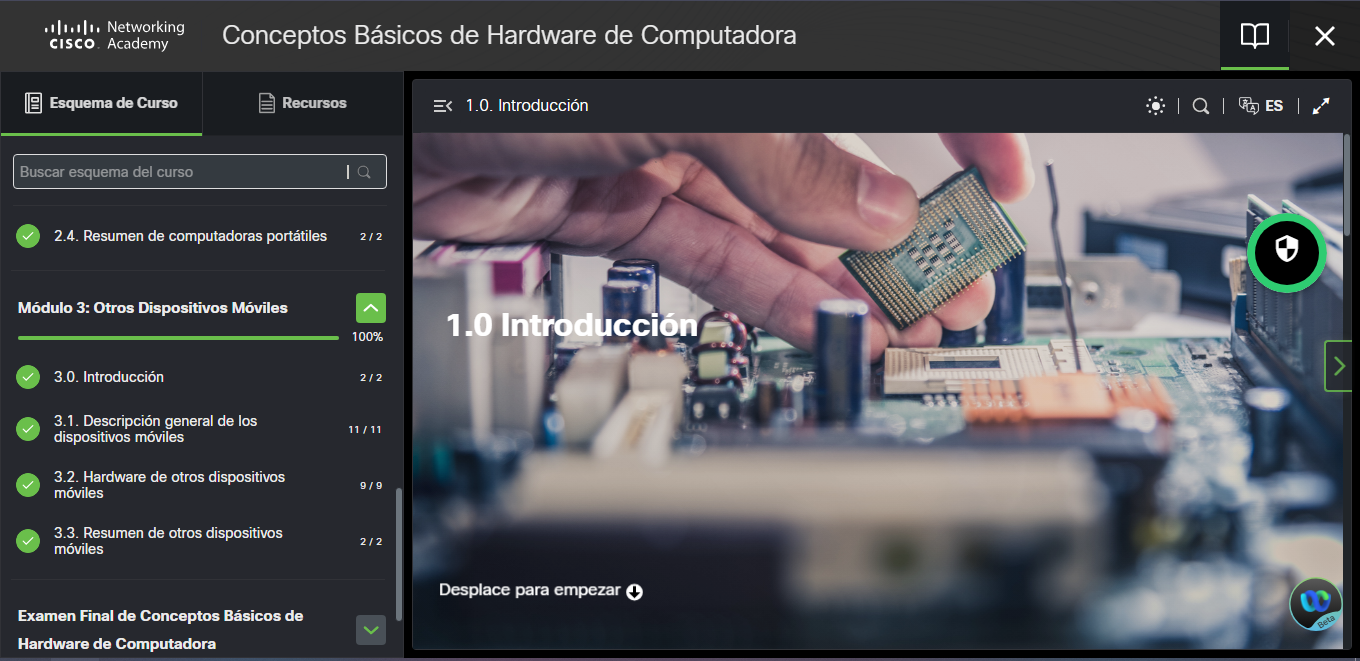 Networking
CISCO Academy
Conceptos Básicos de Hardware de Computadora
Esquema de Curso
Recursos
Buscar esquema del curso
2.4. Resumen de computadoras portátiles 2 / 2
Módulo 3: Otros Dispositivos Móviles
100%
3.0. Introducción 2 / 2
3.1. Descripción general de los
dispositivos móviles 11 / 11
3.2. Hardware de otros dispositivos
móviles 9 / 9
3.3. Resumen de otros dispositivos
móviles 2 / 2
Examen Final de Conceptos Básicos de
Hardware de Computadora
1.0. Introducción
ES
1.0 Introducción
Desplace para empezar
Beta